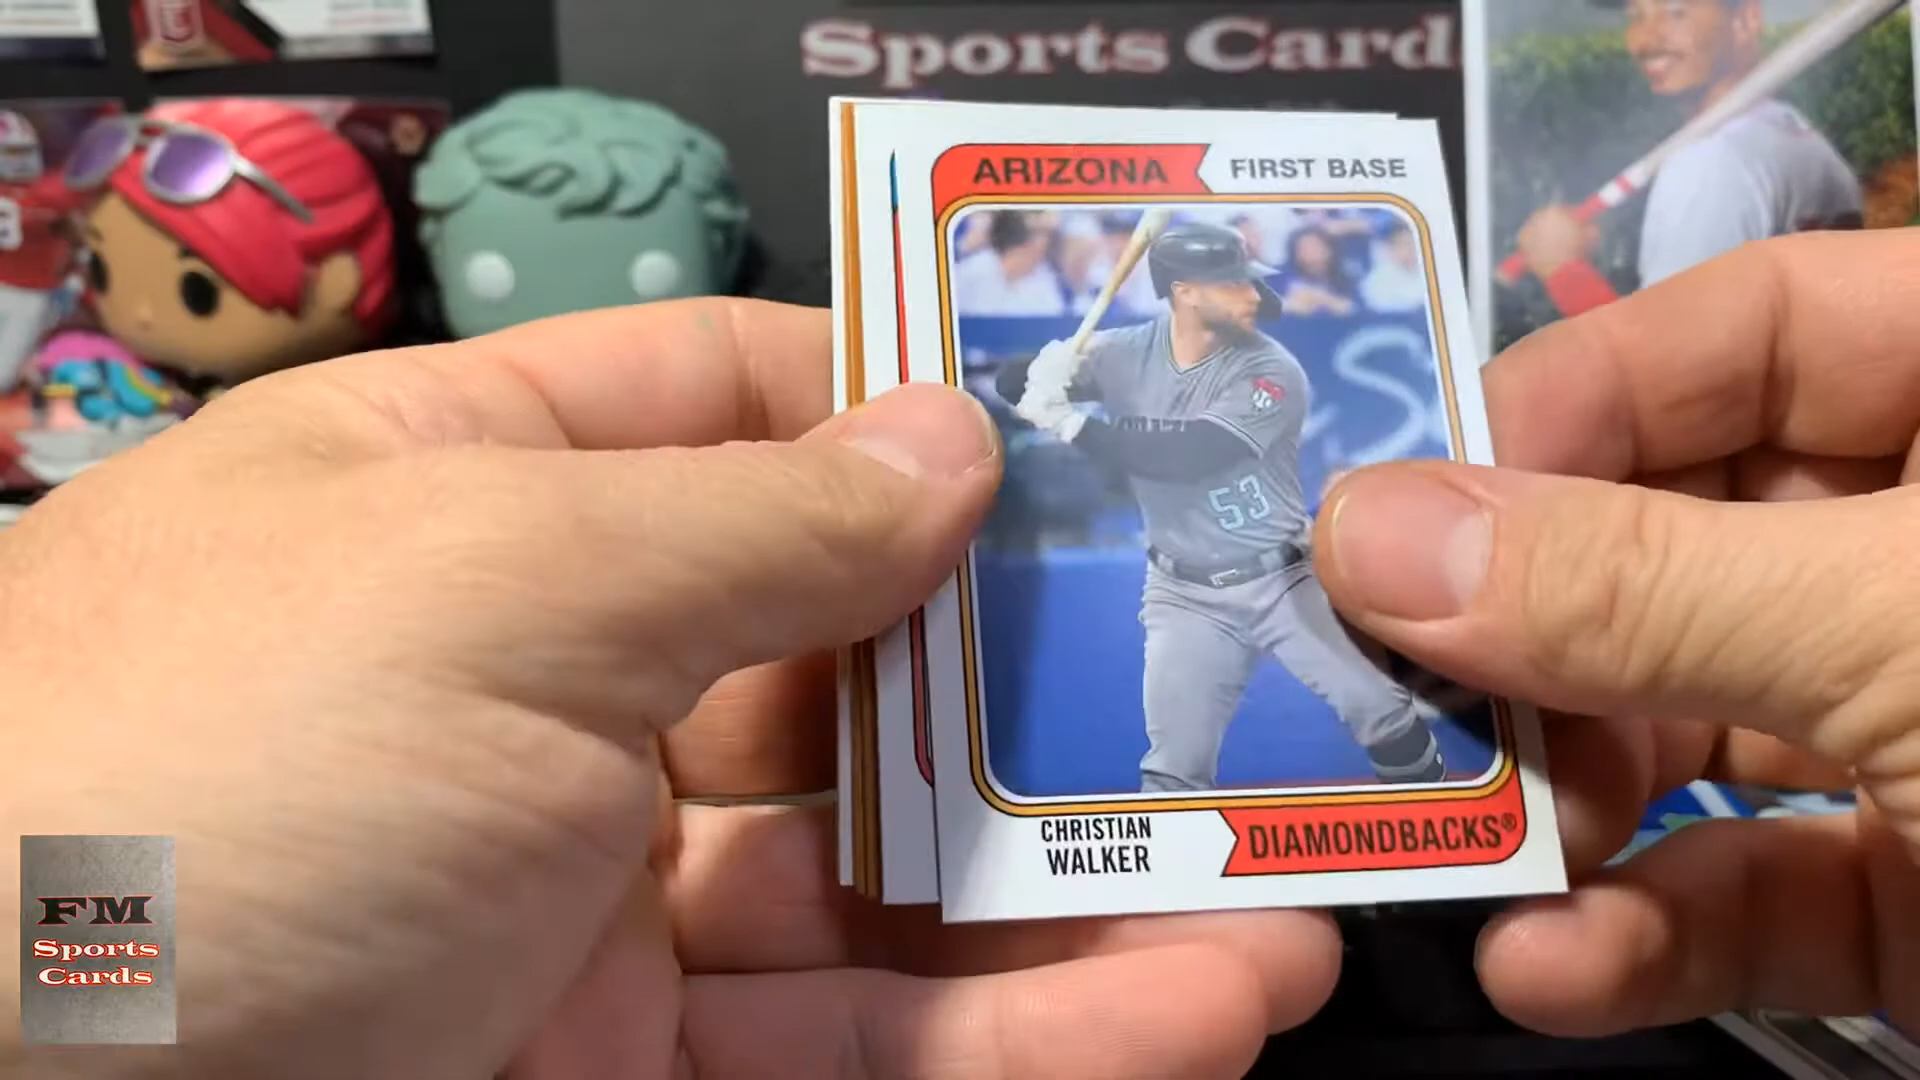 Sports Card
ARIZONA FIRST BASE
53
CHRISTIAN
WALKER
DIAMONDBACKS®
FM
Sports
Cards